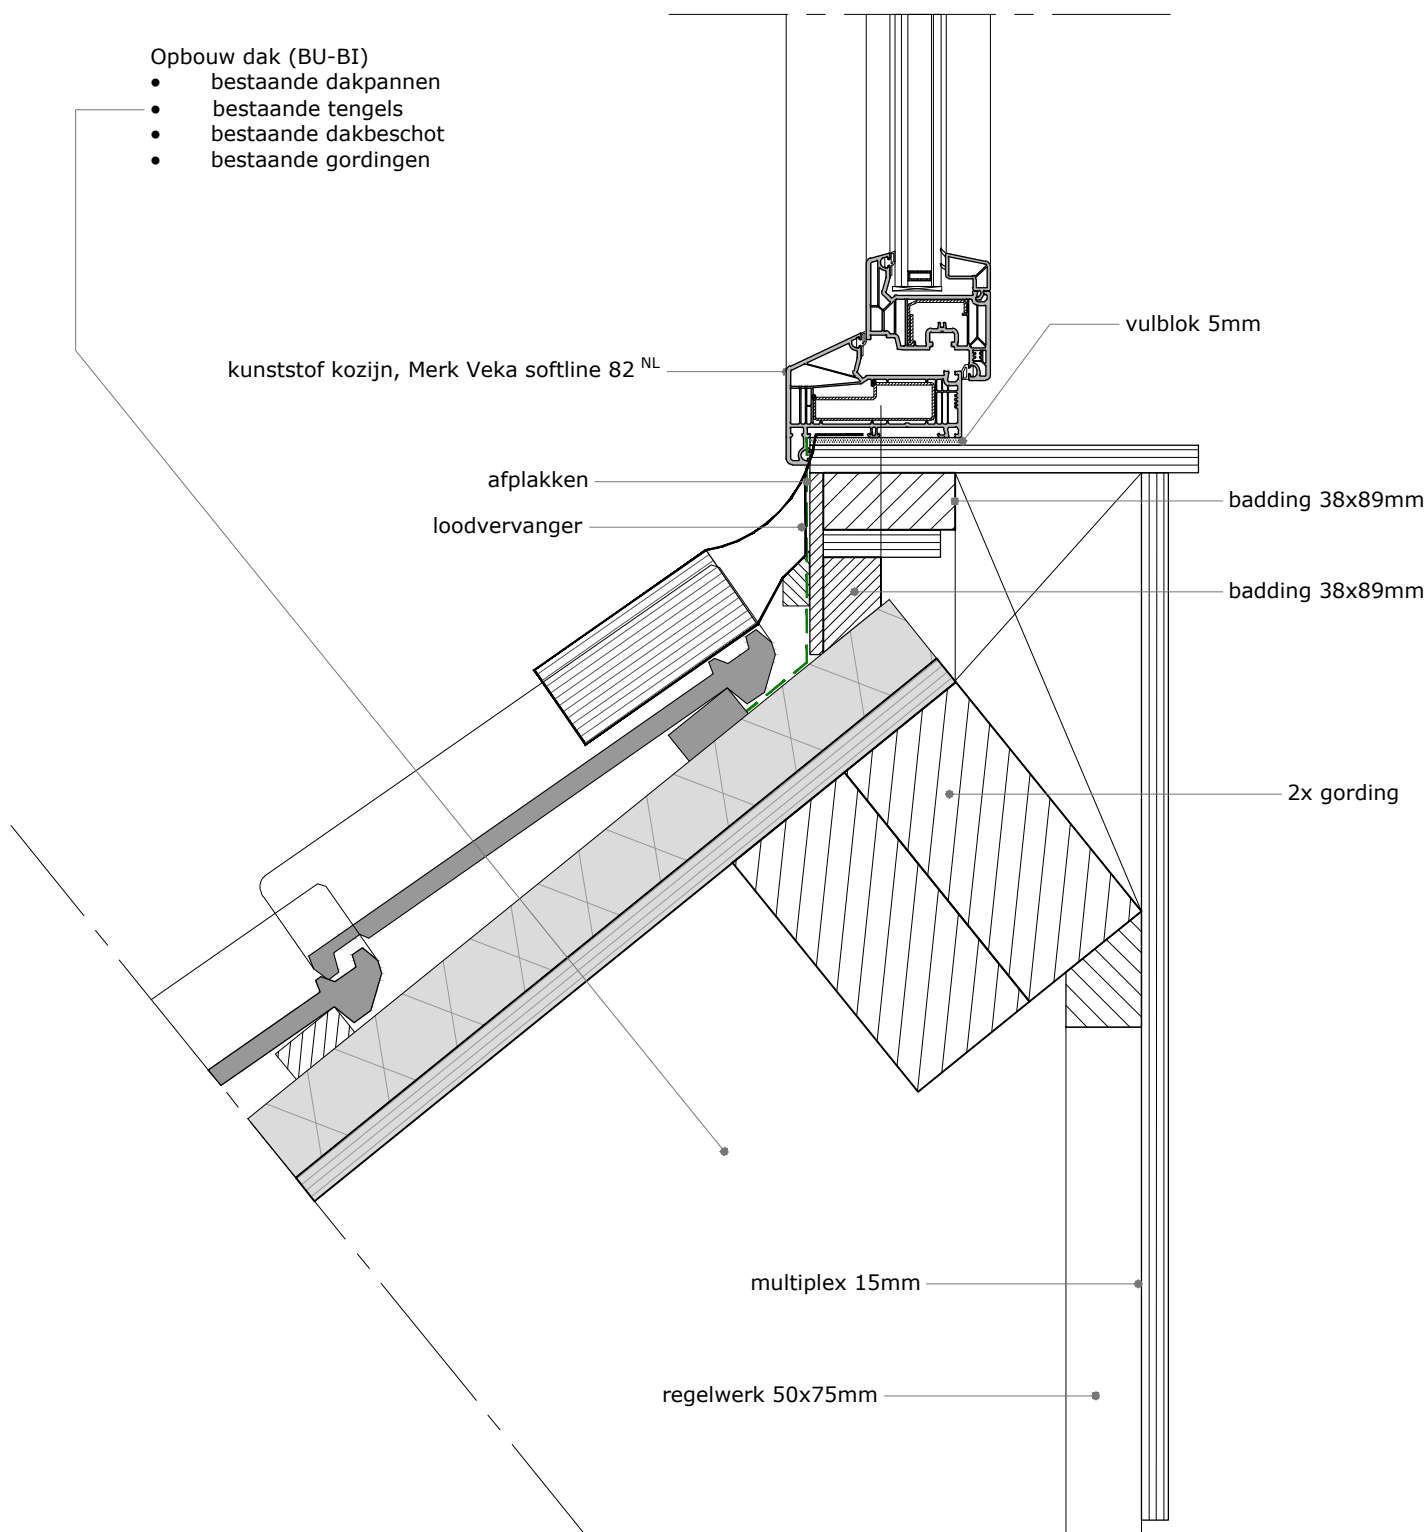 Opbouw dak (BU-BI)
• bestaande dakpannen
• bestaande tengels
• bestaande dakbeschot
• bestaande gordingen
vulblok 5mm
kunststof kozijn, Merk Veka softline 82 NL
afplakken
badding 38x89mm
loodvervanger
badding 38x89mm
2x gording
multiplex 15mm
regelwerk 50x75mm